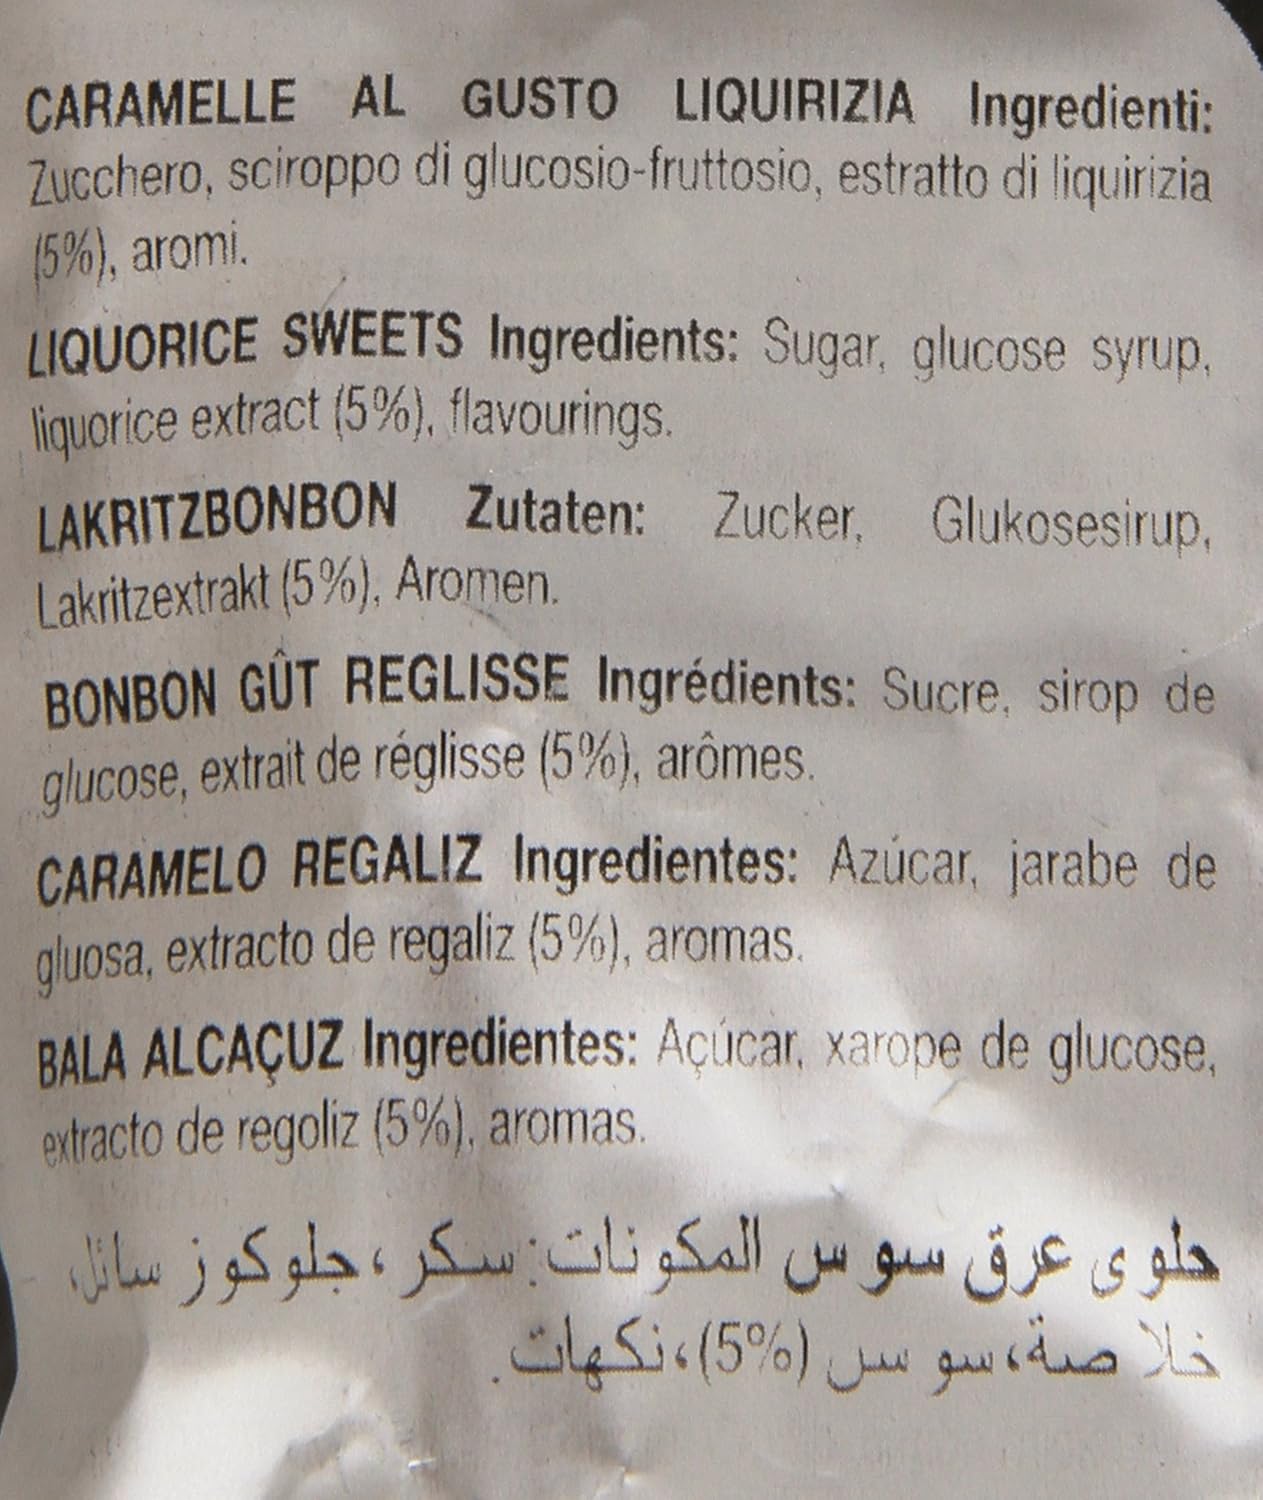 CARAMELLE AL GUSTO LIQUIRIZIA Ingredienti:
Zucchero, sciroppo di glucosio-fruttosio, estratto di liquirizia
(5%), aromi.
LIQUORICE SWEETS Ingredients: Sugar, glucose syrup,
liquorice extract (5%), flavourings.
LAKRITZBONBON Zutaten: Zucker, Glukosesirup,
Lakritzextrakt (5%), Aromen.
BONBON GÛT REGLISSE Ingrédients: Sucre, sirop de
glucose, extrait de réglisse (5%), arômes.
CARAMELO REGALIZ Ingredientes: Azúcar, jarabe de
gluosa, extracto de regaliz (5%), aromas.
BALA ALCAÇUZ Ingredientes: Açúcar, xarope de glucose,
extracto de regoliz (5%), aromas.
حلوى عرق سوس المكونات: سكر، جلوكوز سائل،
خلاصة، سوس (5%)، نكهات.